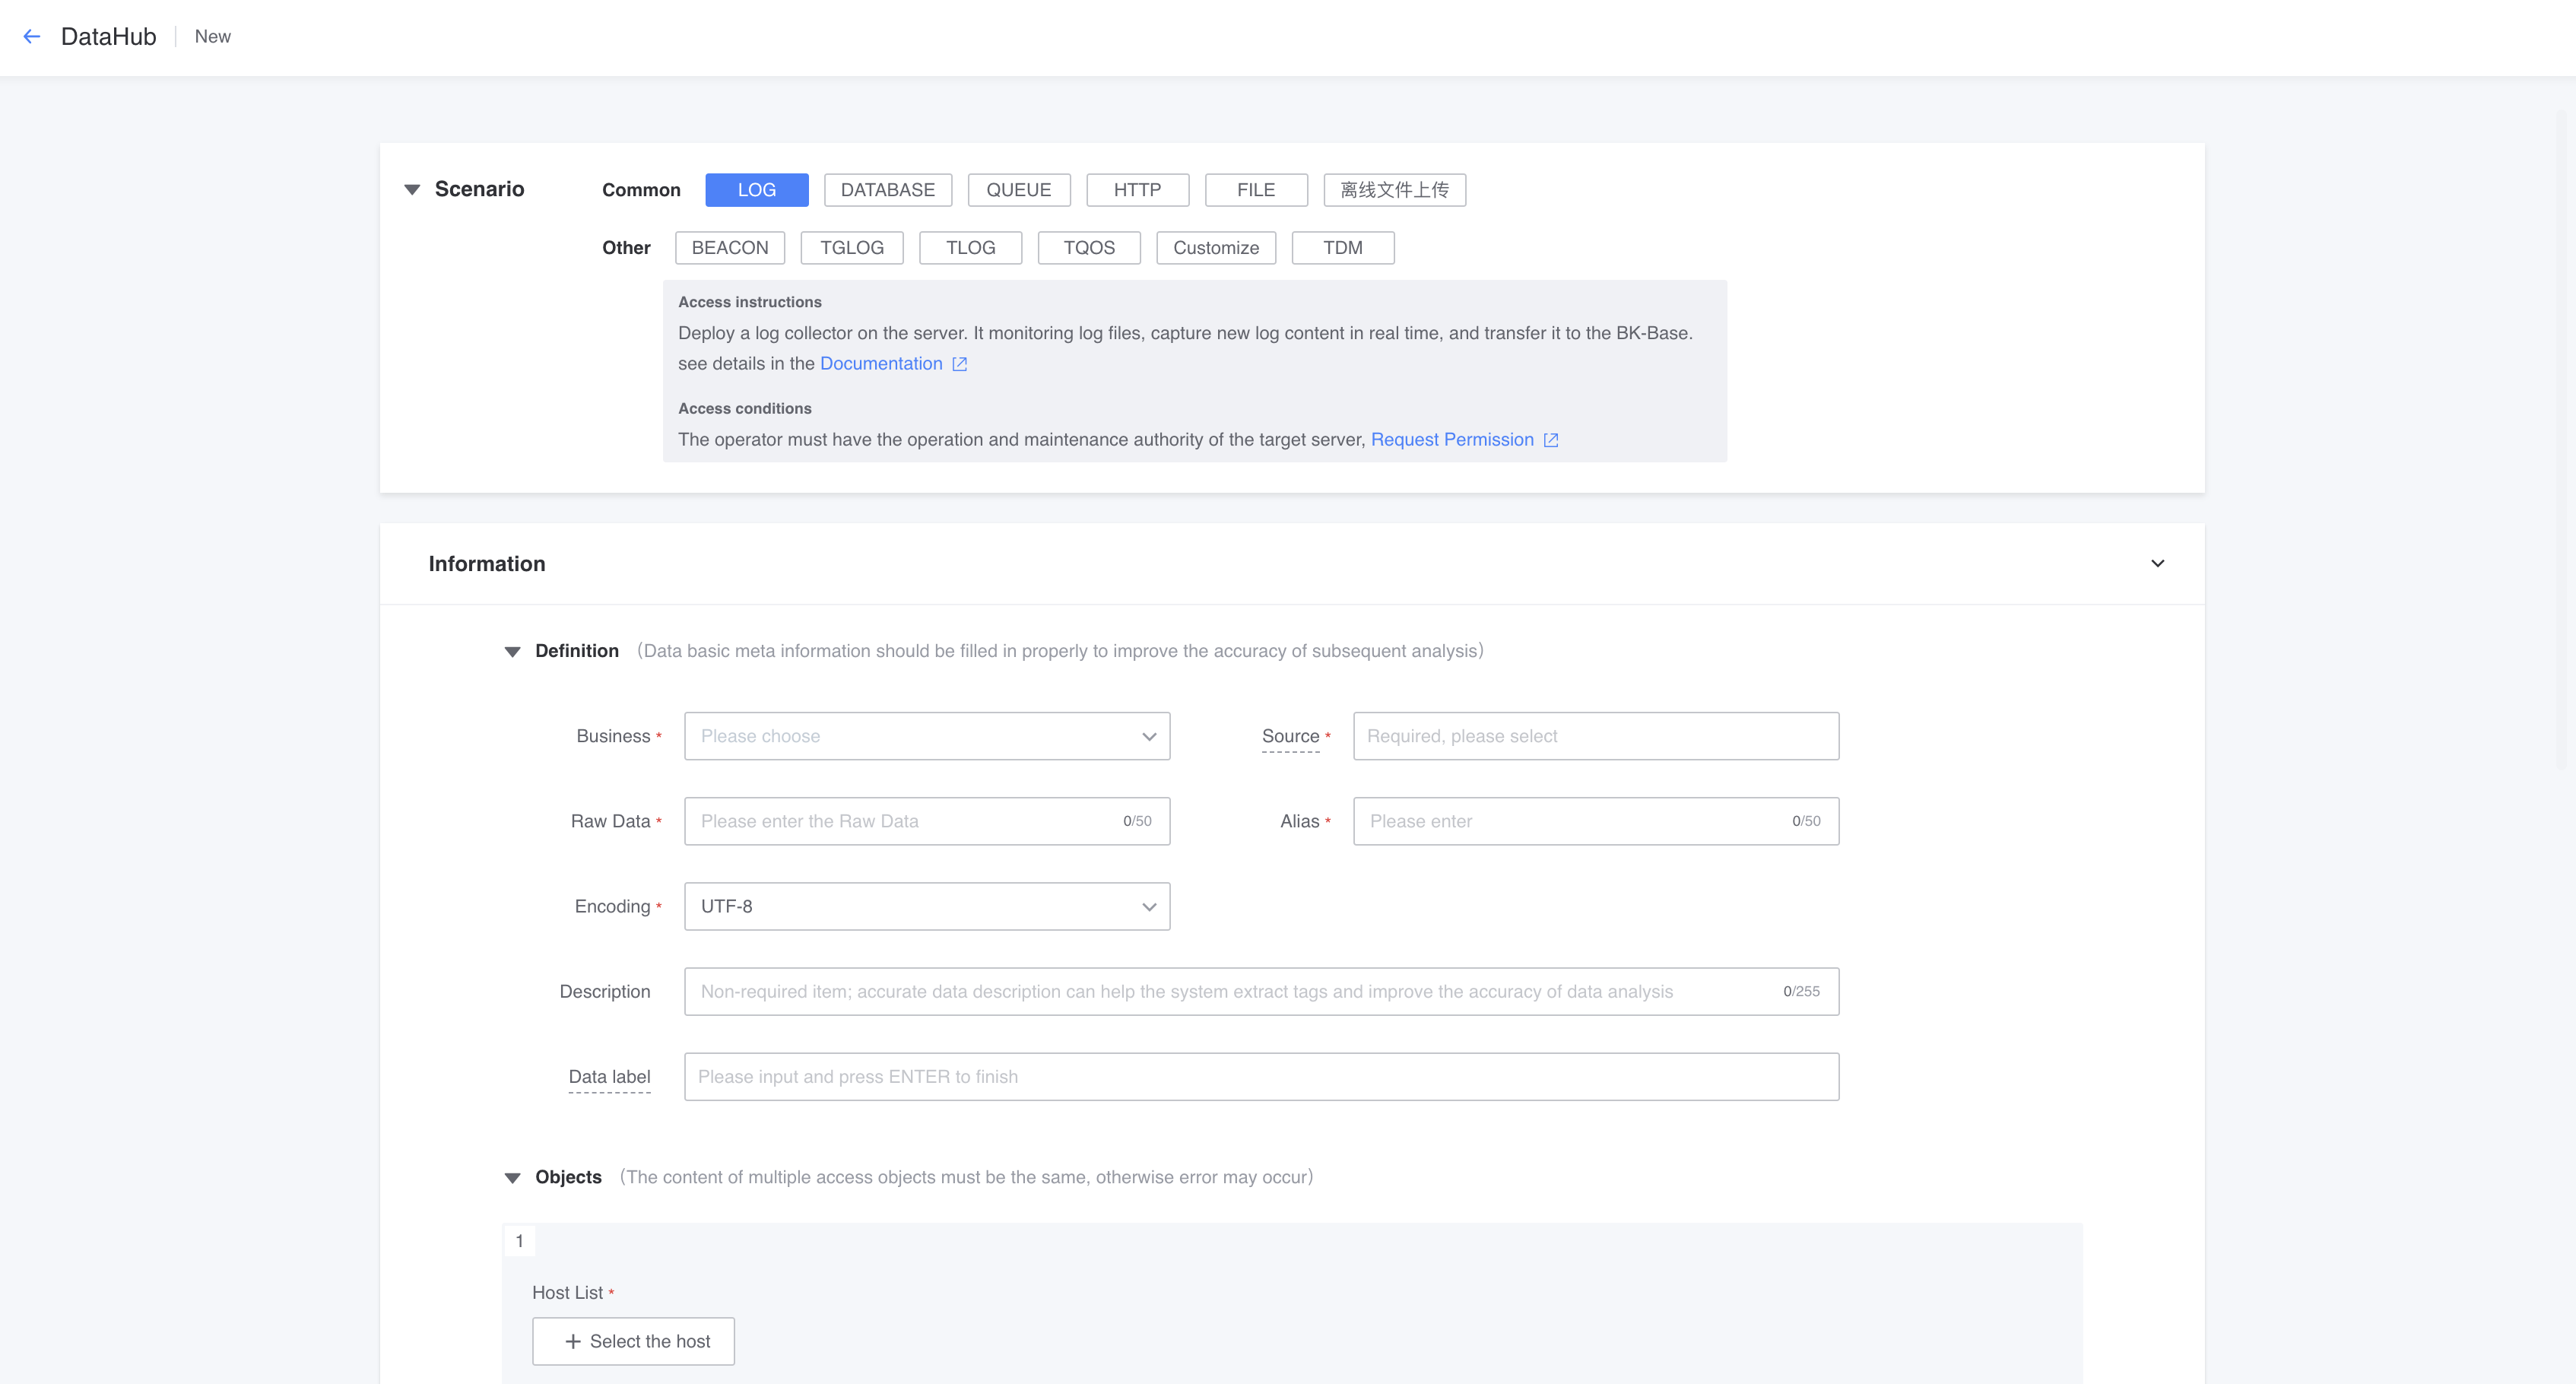 DataHub New
Scenario Common LOG DATABASE QUEUE HTTP FILE 离线文件上传
Other BEACON TGLOG TLOG TQOS Customize TDM
Access instructions
Deploy a log collector on the server. It monitoring log files, capture new log content in real time, and transfer it to the BK-Base.
see details in the Documentation
Access conditions
The operator must have the operation and maintenance authority of the target server, Request Permission
Information
Definition （Data basic meta information should be filled in properly to improve the accuracy of subsequent analysis）
Business * Please choose Source * Required, please select
Raw Data * Please enter the Raw Data 0/50 Alias * Please enter 0/50
Encoding * UTF-8
Description Non-required item; accurate data description can help the system extract tags and improve the accuracy of data analysis 0/255
Data label Please input and press ENTER to finish
Objects （The content of multiple access objects must be the same, otherwise error may occur）
1
Host List *
+ Select the host